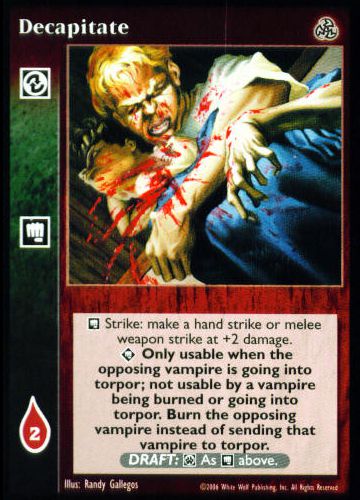 Decapitate
Strike: make a hand strike or melee
weapon strike at +2 damage.
Only usable when the
opposing vampire is going into
torpor; not usable by a vampire
being burned or going into
torpor. Burn the opposing
vampire instead of sending that
vampire to torpor.
DRAFT: As above.
2
Illus: Randy Gallegos ©2006 White Wolf Publishing, Inc. All Rights Reserved